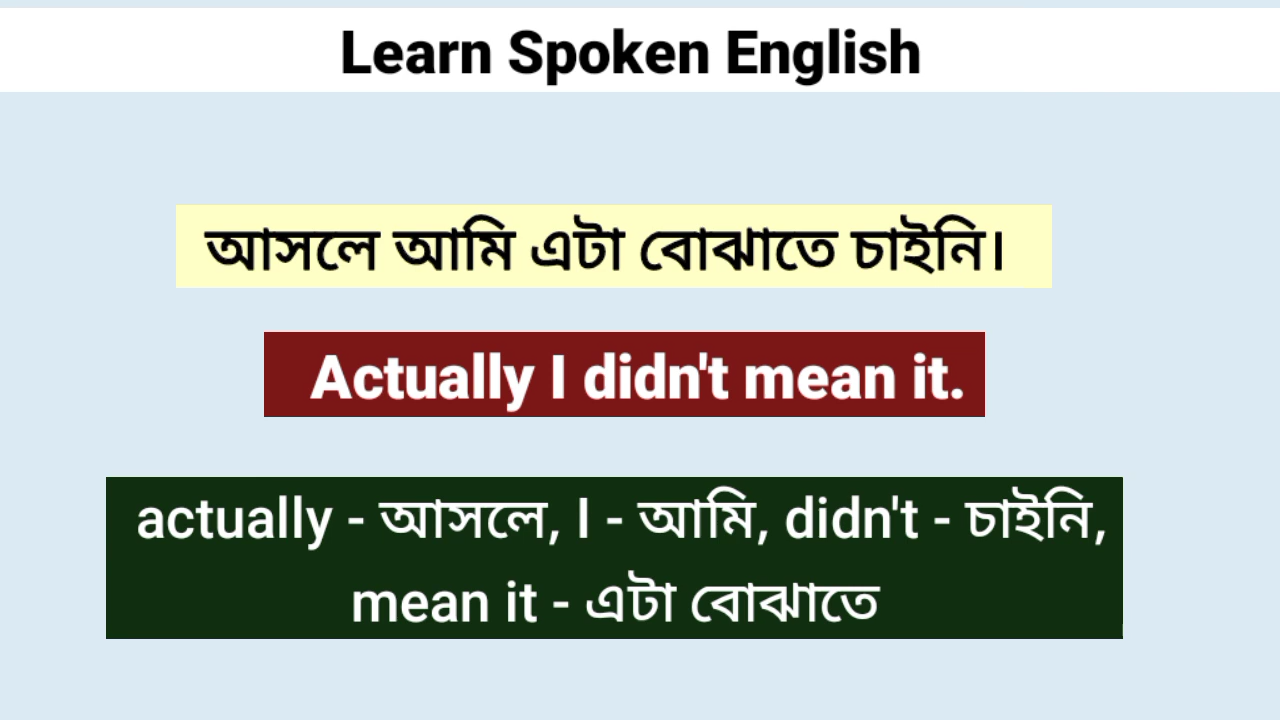 Learn Spoken English
আসলে আমি এটা বোঝাতে চাইনি।
Actually I didn't mean it.
actually - আসলে, I - আমি, didn't - চাইনি,
mean it - এটা বোঝাতে